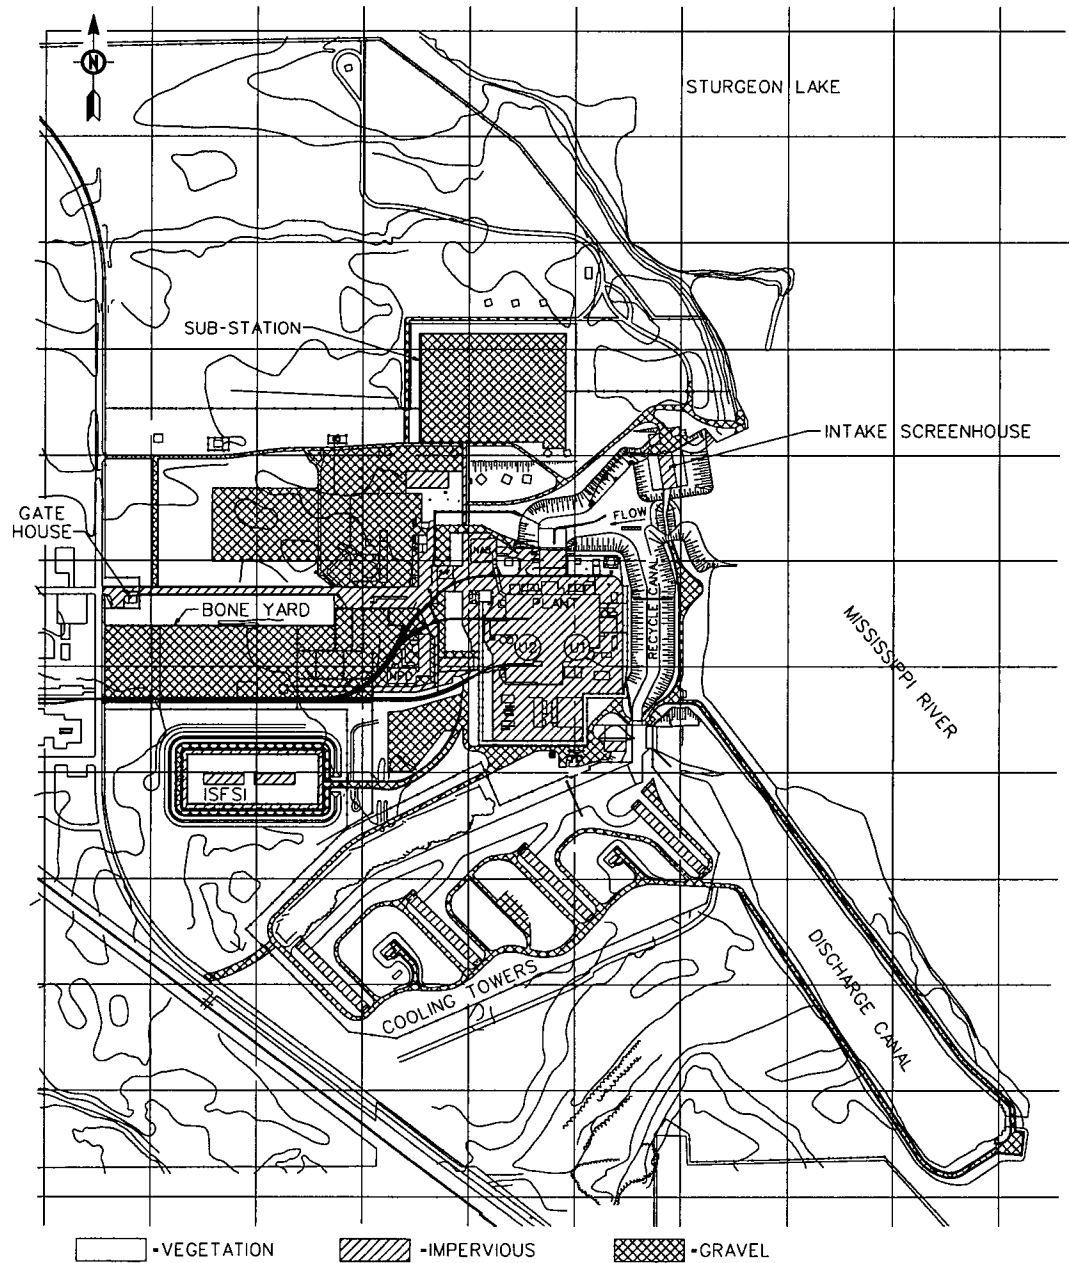 N
STURGEON LAKE
SUB-STATION
INTAKE SCREENHOUSE
GATE
HOUSE
FLOW
BONE YARD
PLANT
RECYCLE CANAL
U2
U1
MISSISSIPPI RIVER
ISFSI
DISCHARGE CANAL
COOLING TOWERS
-VEGETATION
-IMPERVIOUS
-GRAVEL